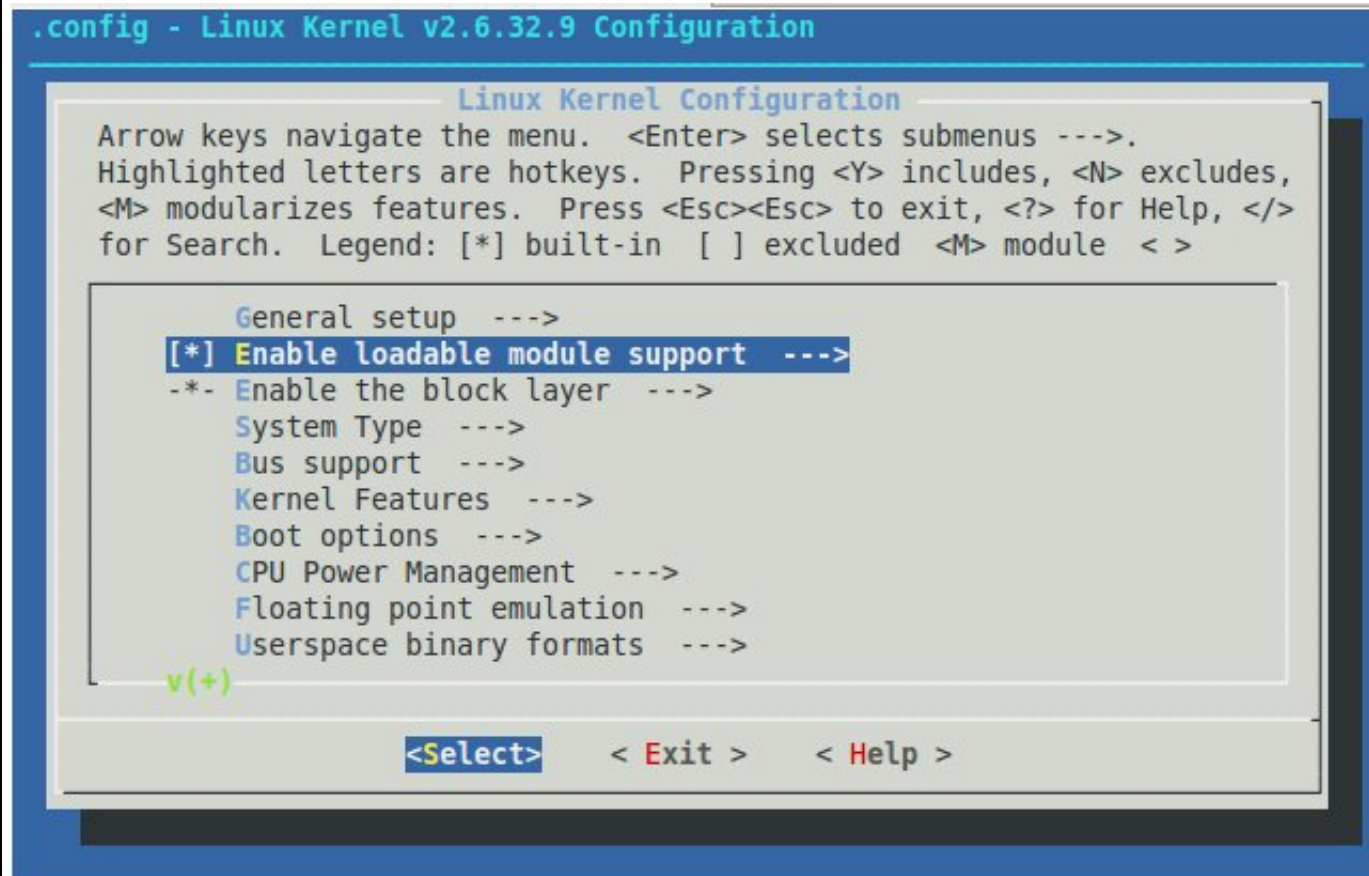 .config - Linux Kernel v2.6.32.9 Configuration
Linux Kernel Configuration
Arrow keys navigate the menu.  <Enter> selects submenus --->.
Highlighted letters are hotkeys.  Pressing <Y> includes, <N> excludes,
<M> modularizes features.  Press <Esc><Esc> to exit, <?> for Help, </>
for Search.  Legend: [*] built-in  [ ] excluded  <M> module  < >
General setup  --->
[*] Enable loadable module support  --->
-*- Enable the block layer  --->
System Type  --->
Bus support  --->
Kernel Features  --->
Boot options  --->
CPU Power Management  --->
Floating point emulation  --->
Userspace binary formats  --->
v(+)
<Select>    < Exit >    < Help >